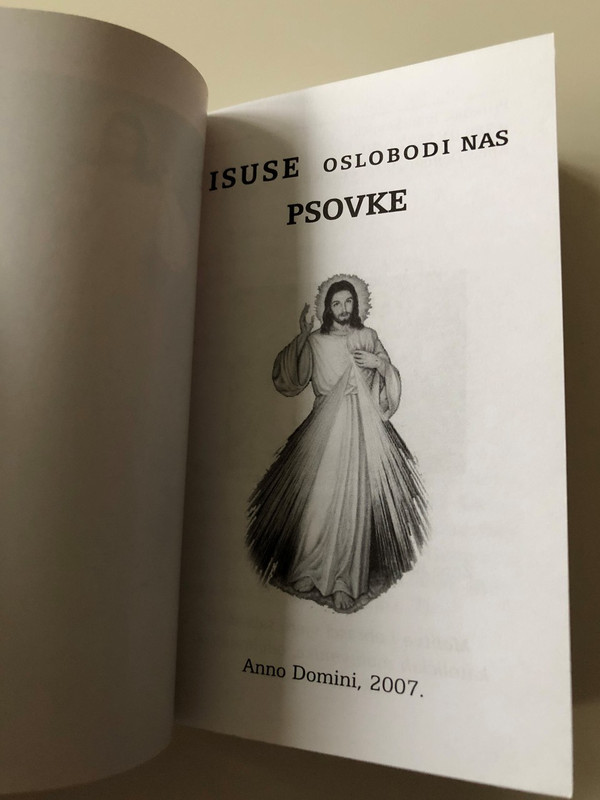 ISUSE OSLOBODI NAS
PSOVKE
Anno Domini, 2007.